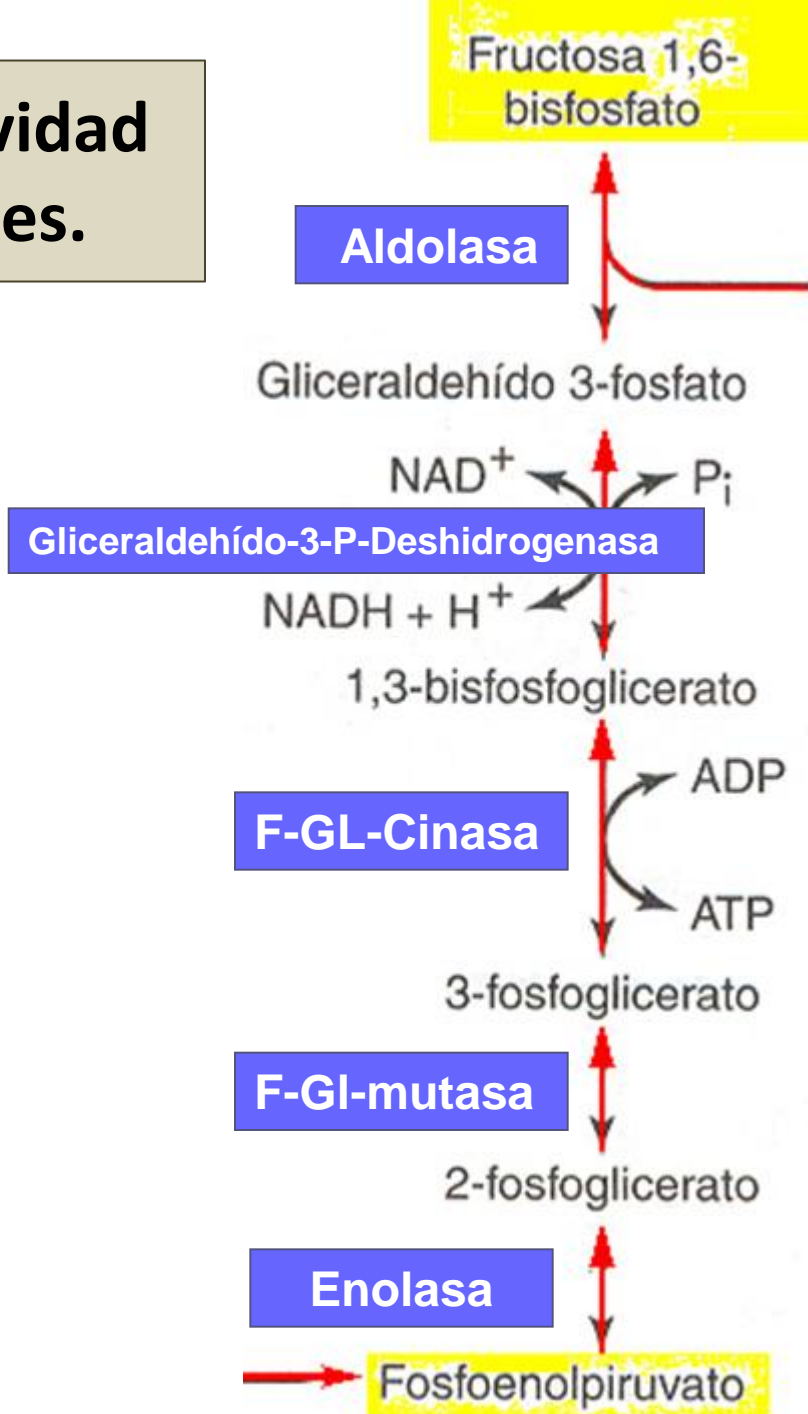 Fructosa 1,6-
bisfosfato
vidad
es.
Aldolasa
Gliceraldehído 3-fosfato
NAD⁺
Pᵢ
Gliceraldehído-3-P-Deshidrogenasa
NADH + H⁺
1,3-bisfosfoglicerato
ADP
F-GL-Cinasa
ATP
3-fosfoglicerato
F-Gl-mutasa
2-fosfoglicerato
Enolasa
Fosfoenolpiruvato